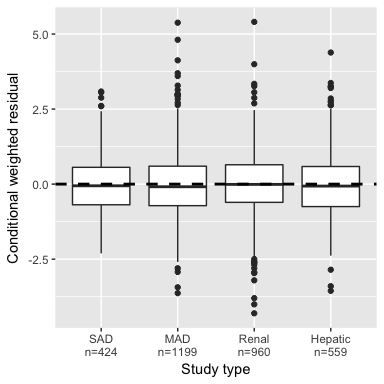 Conditional weighted residual
5.0
2.5
0.0
-2.5
SAD MAD Renal Hepatic
n=424 n=1199 n=960 n=559
Study type